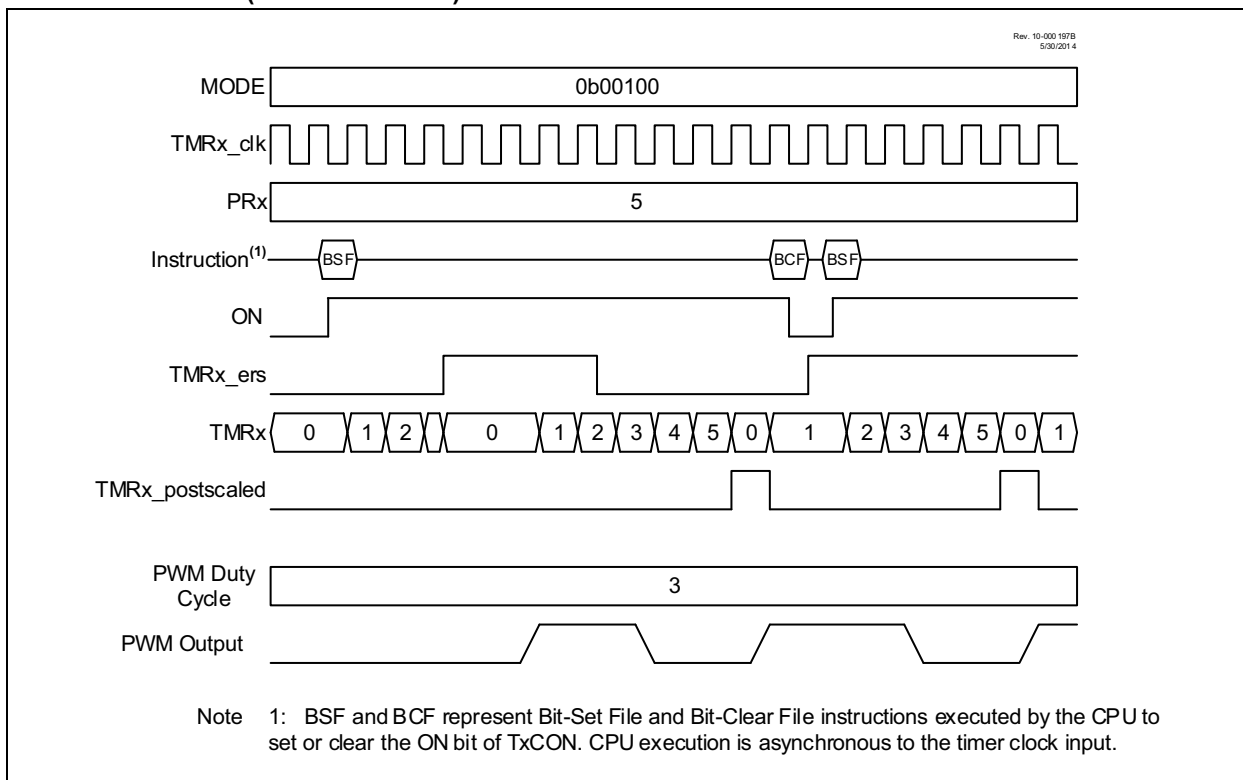 Rev. 10-000 197B
5/30/201 4
MODE
0b00100
TMRx_clk
PRx
5
Instruction(1)
BSF
BCF
BSF
ON
TMRx_ers
TMRx
0 1 2 0 1 2 3 4 5 0 1 2 3 4 5 0 1
TMRx_postscaled
PWM Duty
Cycle
3
PWM Output
Note 1: BSF and BCF represent Bit-Set File and Bit-Clear File instructions executed by the CPU to
set or clear the ON bit of TxCON. CPU execution is asynchronous to the timer clock input.